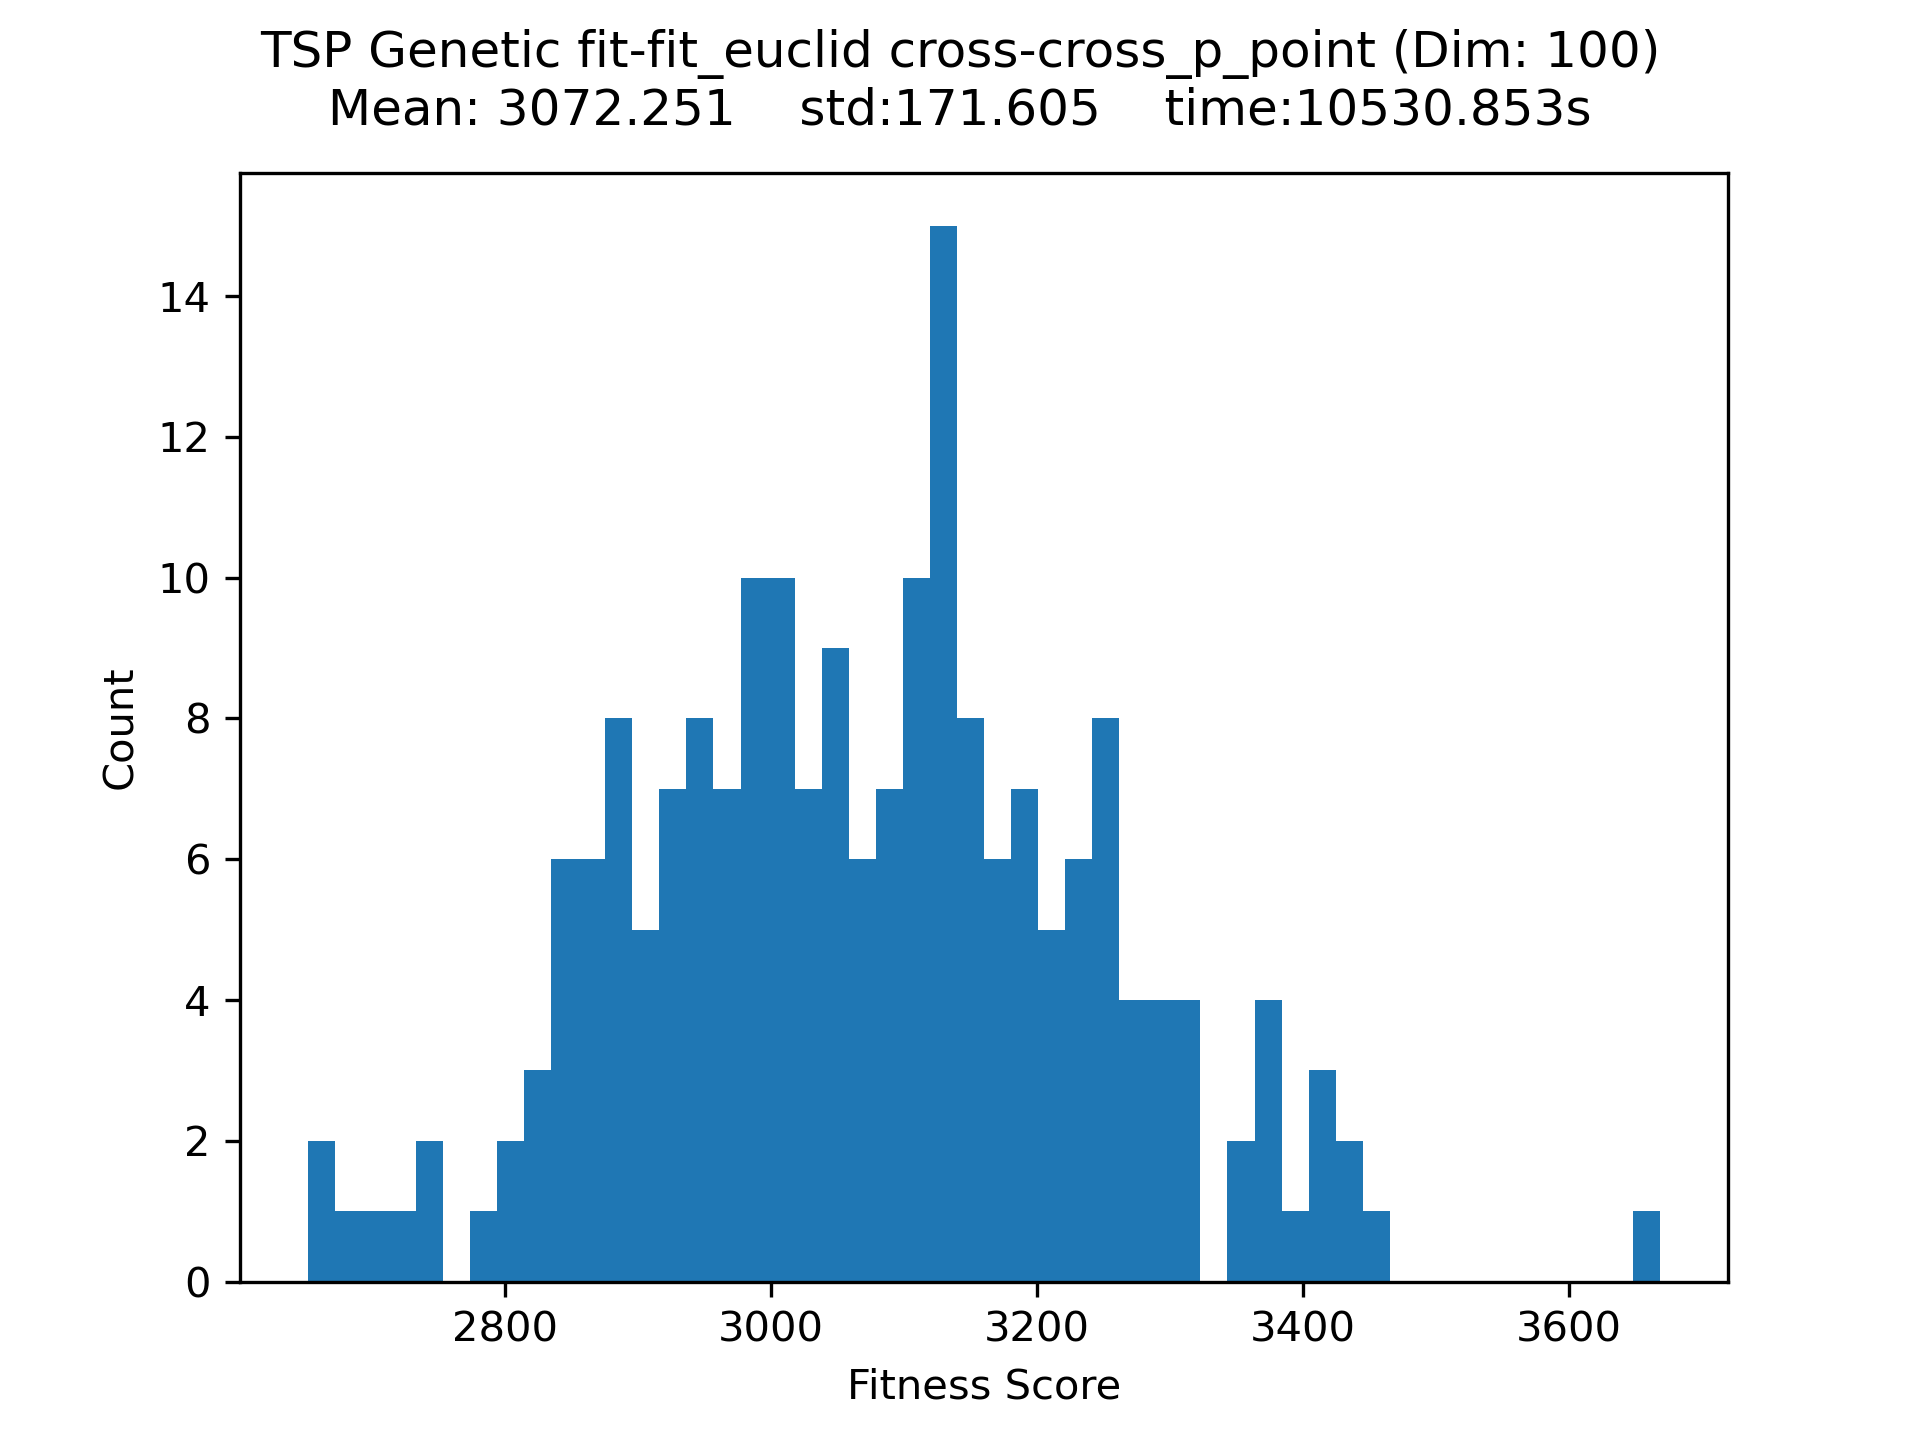 TSP Genetic fit-fit_euclid cross-cross_p_point (Dim: 100)
Mean: 3072.251 std:171.605 time:10530.853s
14
12
10
8
6
4
2
0
Count
2800 3000 3200 3400 3600
Fitness Score